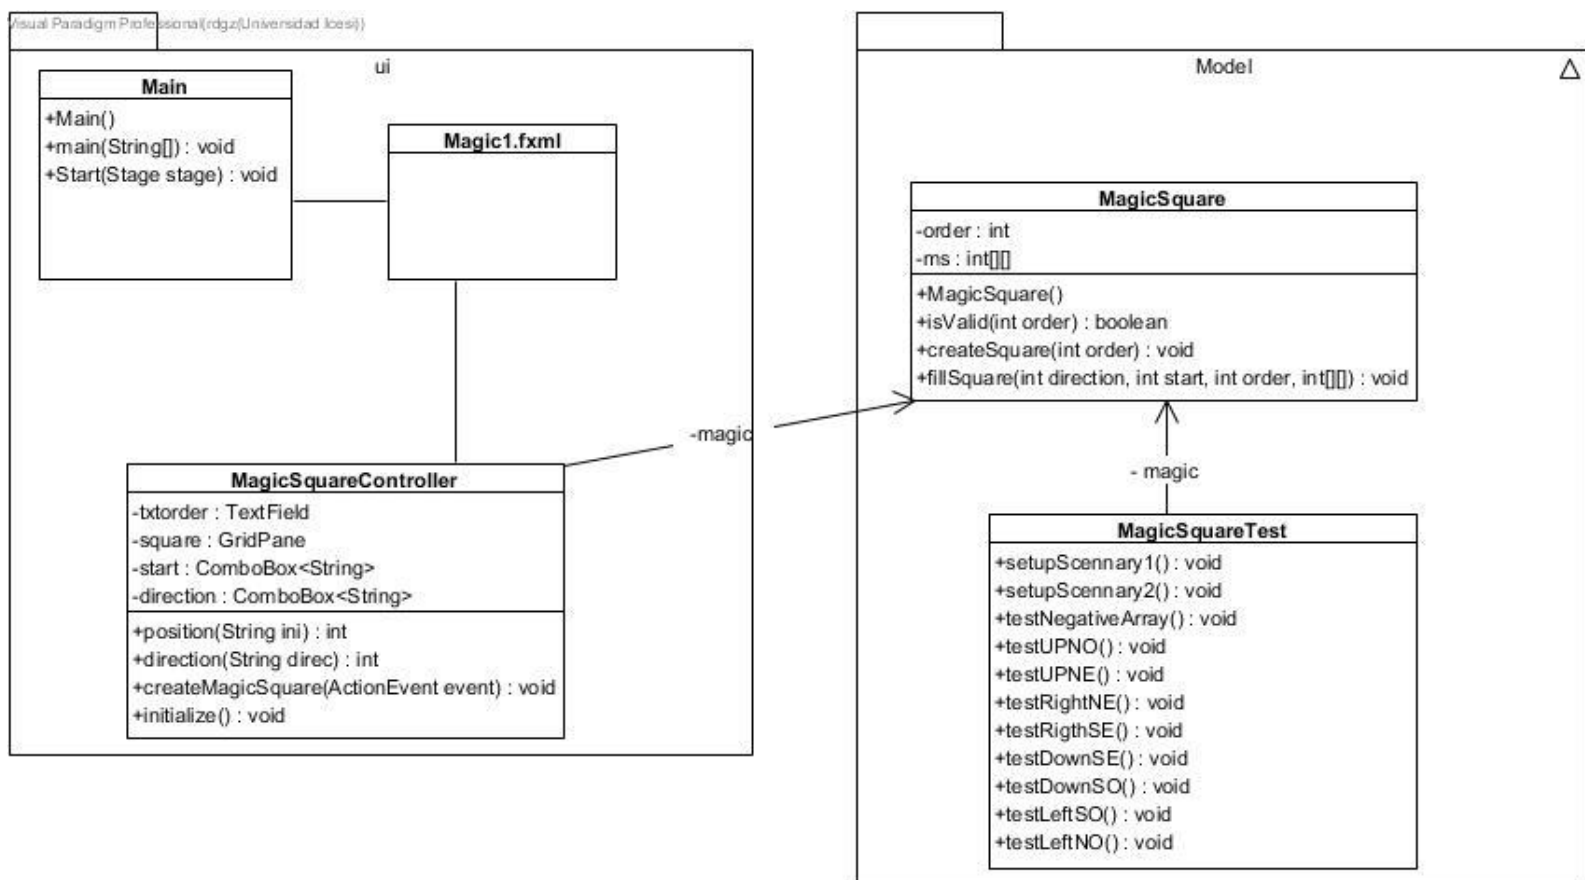 Visual Paradigm Professional(rdgz(Universidad Icesi))
ui
Main
+Main()
+main(String[]) : void
+Start(Stage stage) : void
Magic1.fxml
MagicSquareController
-txtorder : TextField
-square : GridPane
-start : ComboBox<String>
-direction : ComboBox<String>
+position(String ini) : int
+direction(String direc) : int
+createMagicSquare(ActionEvent event) : void
+initialize() : void
-magic
Model
MagicSquare
-order : int
-ms : int[][]
+MagicSquare()
+isValid(int order) : boolean
+createSquare(int order) : void
+fillSquare(int direction, int start, int order, int[][]) : void
- magic
MagicSquareTest
+setupScennary1() : void
+setupScennary2() : void
+testNegativeArray() : void
+testUPNO() : void
+testUPNE() : void
+testRightNE() : void
+testRigthSE() : void
+testDownSE() : void
+testDownSO() : void
+testLeftSO() : void
+testLeftNO() : void